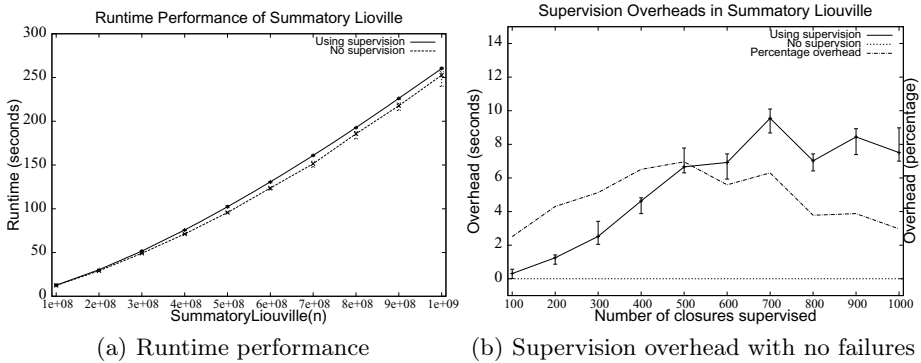 Runtime Performance of Summatory Lioville
300
250
200
150
100
50
0
Runtime (seconds)
Using supervision
No supervision
1e+08 2e+08 3e+08 4e+08 5e+08 6e+08 7e+08 8e+08 9e+08 1e+09
SummatoryLiouville(n)
(a) Runtime performance
Supervision Overheads in Summatory Liouville
14
12
10
8
6
4
2
0
Overhead (seconds)
Using supervision
No supervsion
Percentage overhead
Overhead (percentage)
100 200 300 400 500 600 700 800 900 1000
Number of closures supervised
(b) Supervision overhead with no failures